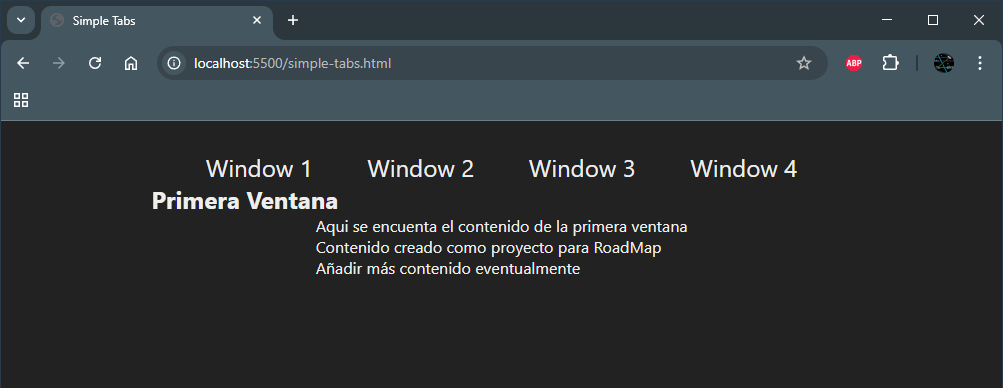 Simple Tabs
localhost:5500/simple-tabs.html
ABP
Window 1 Window 2 Window 3 Window 4
Primera Ventana
Aqui se encuenta el contenido de la primera ventana
Contenido creado como proyecto para RoadMap
Añadir más contenido eventualmente